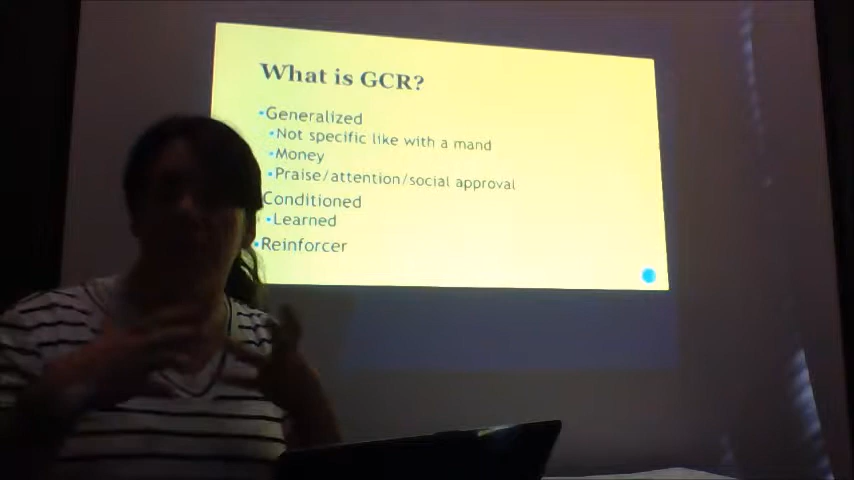 What is GCR?
•Generalized
•Not specific like with a mand
•Money
•Praise/attention/social approval
Conditioned
•Learned
•Reinforcer